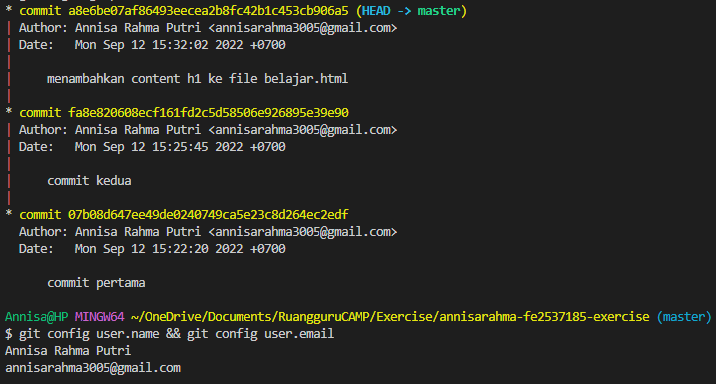 * commit a8e6be07af86493eecea2b8fc42b1c453cb906a5 (HEAD -> master)
| Author: Annisa Rahma Putri <annisarahma3005@gmail.com>
| Date:   Mon Sep 12 15:32:02 2022 +0700
|
|     menambahkan content h1 ke file belajar.html
|
* commit fa8e820608ecf161fd2c5d58506e926895e39e90
| Author: Annisa Rahma Putri <annisarahma3005@gmail.com>
| Date:   Mon Sep 12 15:25:45 2022 +0700
|
|     commit kedua
|
* commit 07b08d647ee49de0240749ca5e23c8d264ec2edf
  Author: Annisa Rahma Putri <annisarahma3005@gmail.com>
  Date:   Mon Sep 12 15:22:20 2022 +0700

      commit pertama

Annisa@HP MINGW64 ~/OneDrive/Documents/RuangguruCAMP/Exercise/annisarahma-fe2537185-exercise (master)
$ git config user.name && git config user.email
Annisa Rahma Putri
annisarahma3005@gmail.com